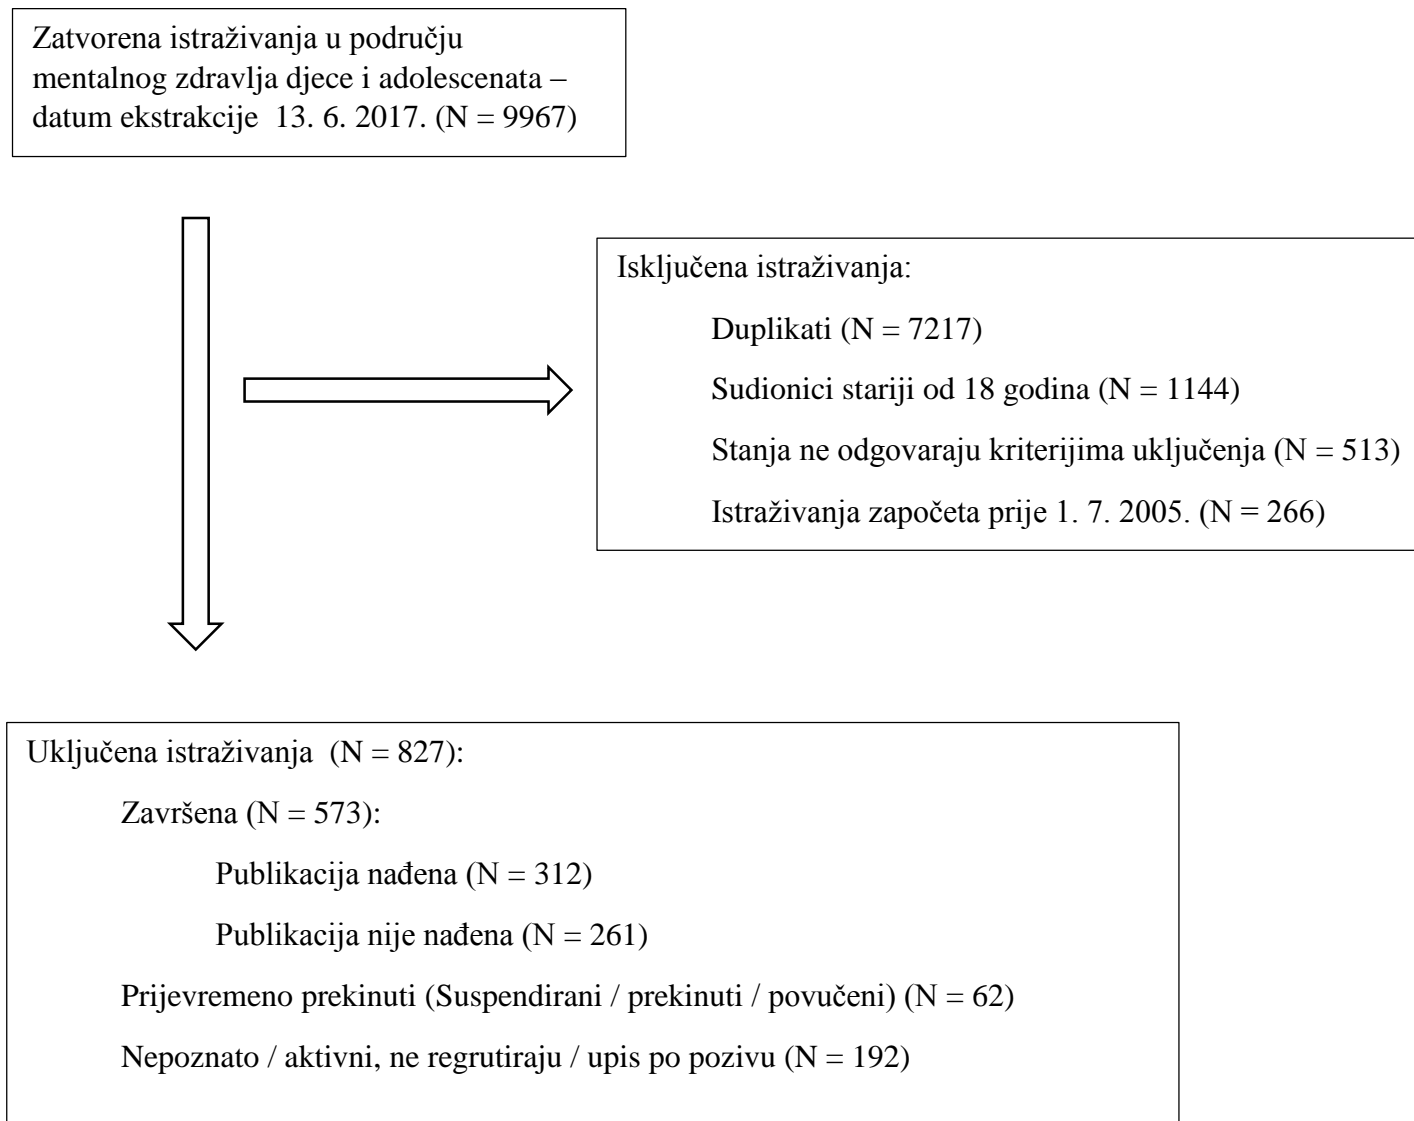 Zatvorena istraživanja u području
mentalnog zdravlja djece i adolescenata –
datum ekstrakcije 13. 6. 2017. (N = 9967)
Isključena istraživanja:
Duplikati (N = 7217)
Sudionici stariji od 18 godina (N = 1144)
Stanja ne odgovaraju kriterijima uključenja (N = 513)
Istraživanja započeta prije 1. 7. 2005. (N = 266)
Uključena istraživanja (N = 827):
Završena (N = 573):
Publikacija nađena (N = 312)
Publikacija nije nađena (N = 261)
Prijevremeno prekinuti (Suspendirani / prekinuti / povučeni) (N = 62)
Nepoznato / aktivni, ne regrutiraju / upis po pozivu (N = 192)